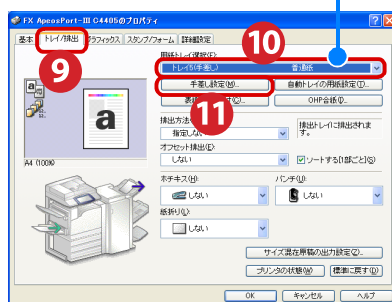 FX ApeosPort-III C4405のプロパティ
基本 トレイ/排出 グラフィックス スタンプ/フォーム 詳細設定
9
用紙トレイ選択(F):
10
トレイ5(手差し) 普通紙
手差し設定(M)... 自動トレイの用紙設定(T)...
11
OHP合紙(I)...
排出方法
指定しない
排出トレイに排出されます。
オフセット排出(E):
しない
ソートする[1部ごと](S)
a
a
A4 (100%)
ホチキス(H):
しない
パンチ(U):
しない
紙折り(L):
しない
サイズ混在原稿の出力設定(Z)...
プリンタの状態(W) 標準に戻す(D)
OK キャンセル ヘルプ